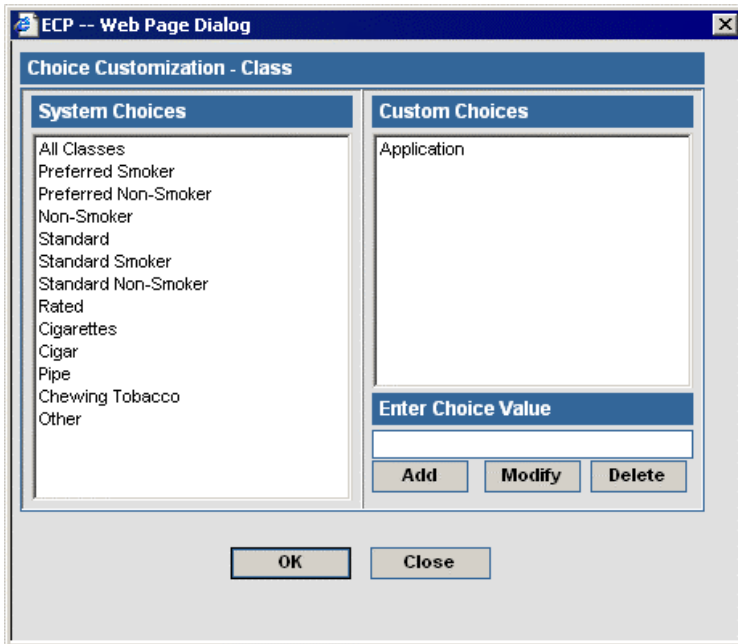 ECP -- Web Page Dialog
Choice Customization - Class
System Choices
All Classes
Preferred Smoker
Preferred Non-Smoker
Non-Smoker
Standard
Standard Smoker
Standard Non-Smoker
Rated
Cigarettes
Cigar
Pipe
Chewing Tobacco
Other
Custom Choices
Application
Enter Choice Value
Add Modify Delete
OK Close